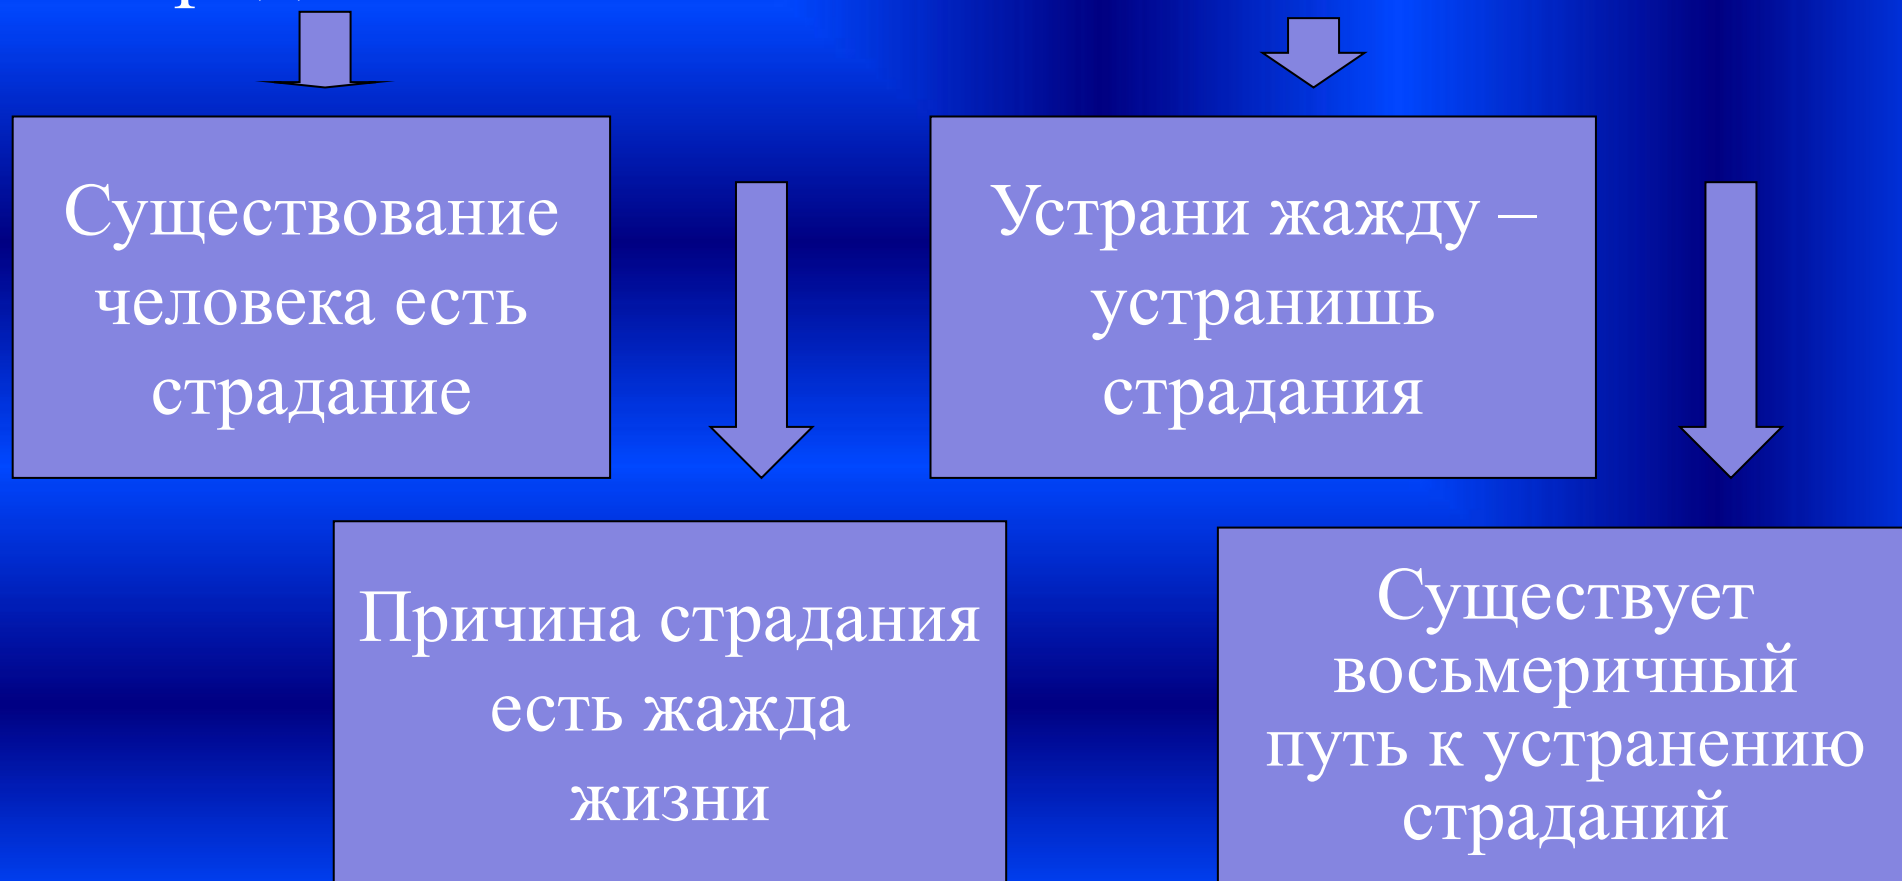 Существование
человека есть
страдание
Устрани жажду –
устранишь
страдания
Причина страдания
есть жажда
жизни
Существует
восьмеричный
путь к устранению
страданий